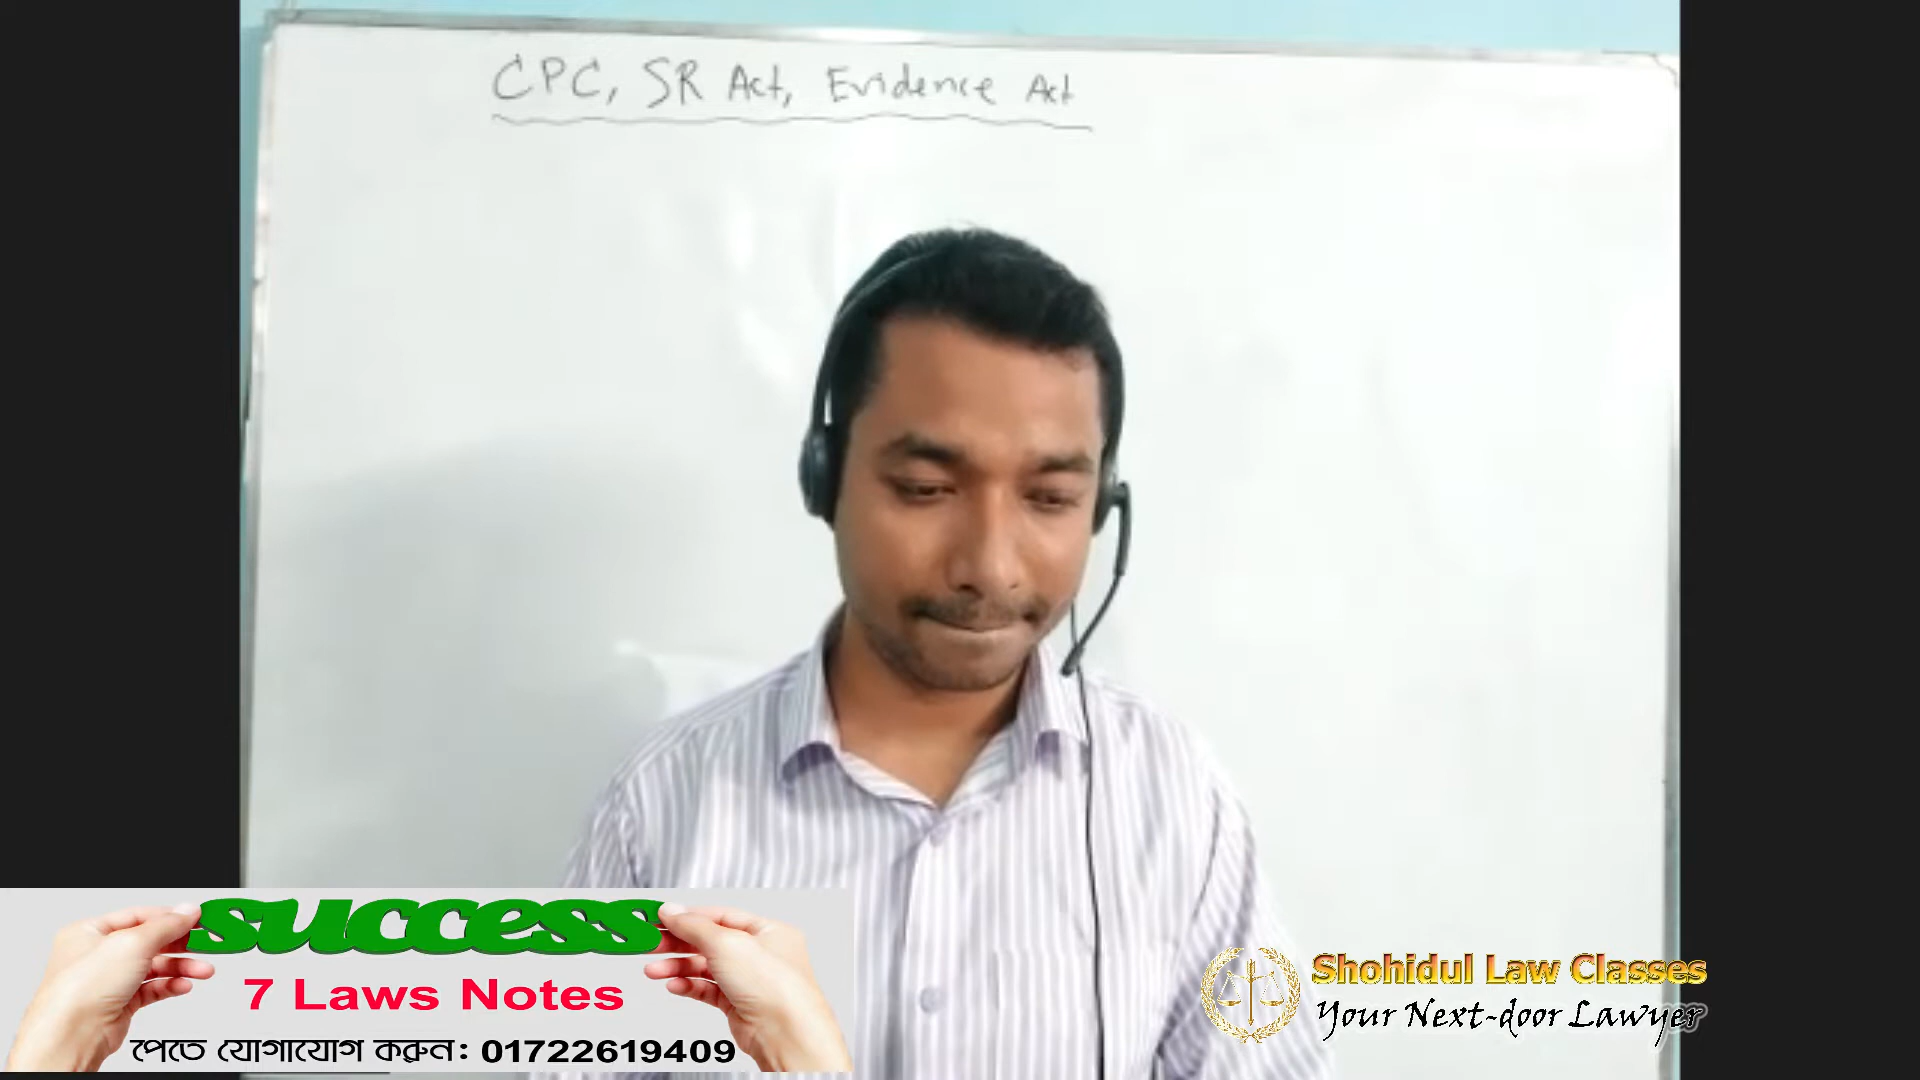 CPC, SR Act, Evidence Act
success
7 Laws Notes
পেতে যোগাযোগ করুন: 01722619409
Shohidul Law Classes
Your Next-door Lawyer